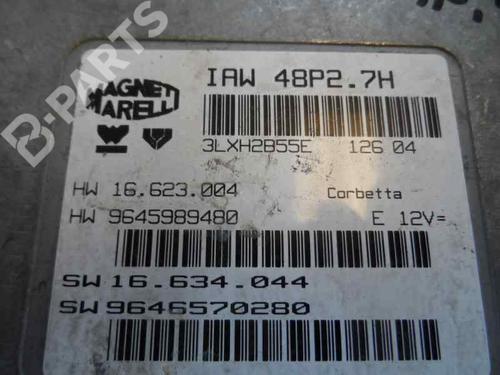 B-PARTS
MAGNETI
MARELLI
IAW 48P2.7H
3LXH2B55E 126 04
HW 16.623.004 Corbetta
HW 9645989480 E 12V=
SW 16.634.044
SW 9646570280